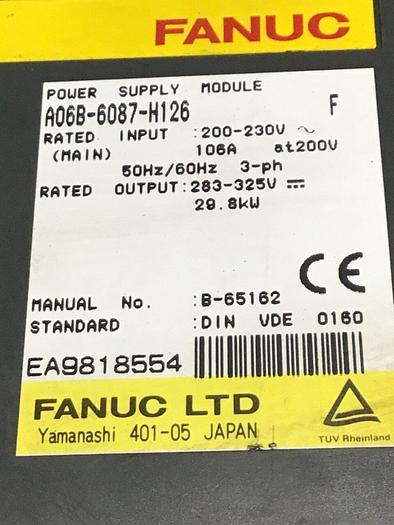 FANUC
POWER SUPPLY MODULE
A06B-6087-H126 F
RATED INPUT :200-230V ~
(MAIN) 106A at200V
50Hz/60Hz 3-ph
RATED OUTPUT:283-325V ⎓
29.8kW
CE
MANUAL No. :B-65162
STANDARD :DIN VDE 0160
EA9818554
FANUC LTD
Yamanashi 401-05 JAPAN
TUV Rheinland